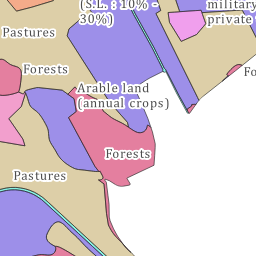 (S.L. : 10% -
30%)
military
private
Pastures
Forests
Arable land
(annual crops)
Forests
Pastures